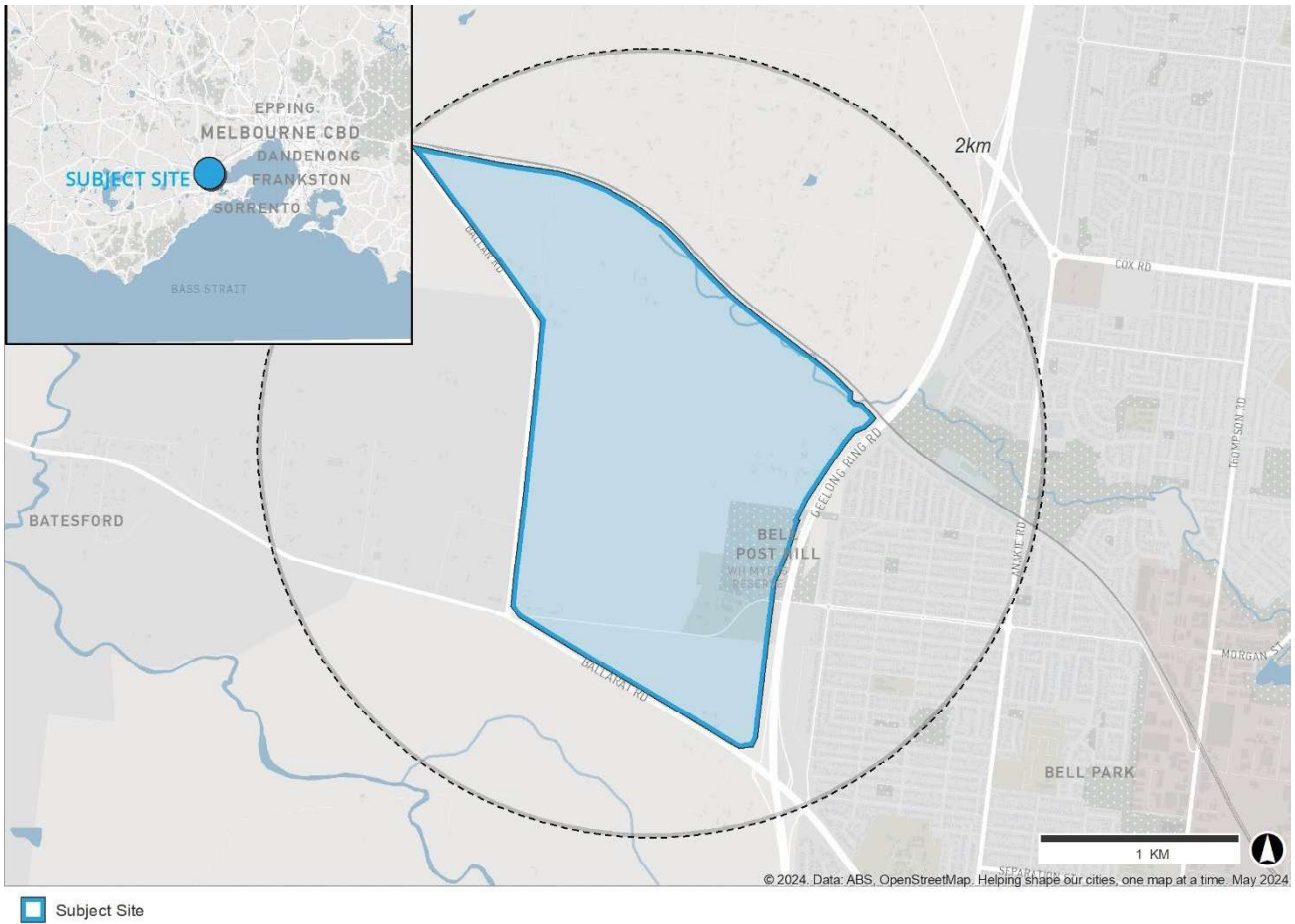 EPPING
MELBOURNE CBD
DANDENONG
SUBJECT SITE
FRANKSTON
SORRENTO
BASS STRAIT
2km
BALLAN RD
COX RD
THOMPSON RD
GEELONG RING RD
BATESFORD
BELL
POST HILL
WH MYERS
RESERVE
ANAKIE RD
MORGAN ST
BALLARAT RD
BELL PARK
1 KM
SEPARATION ST
© 2024. Data: ABS, OpenStreetMap. Helping shape our cities, one map at a time. May 2024
Subject Site